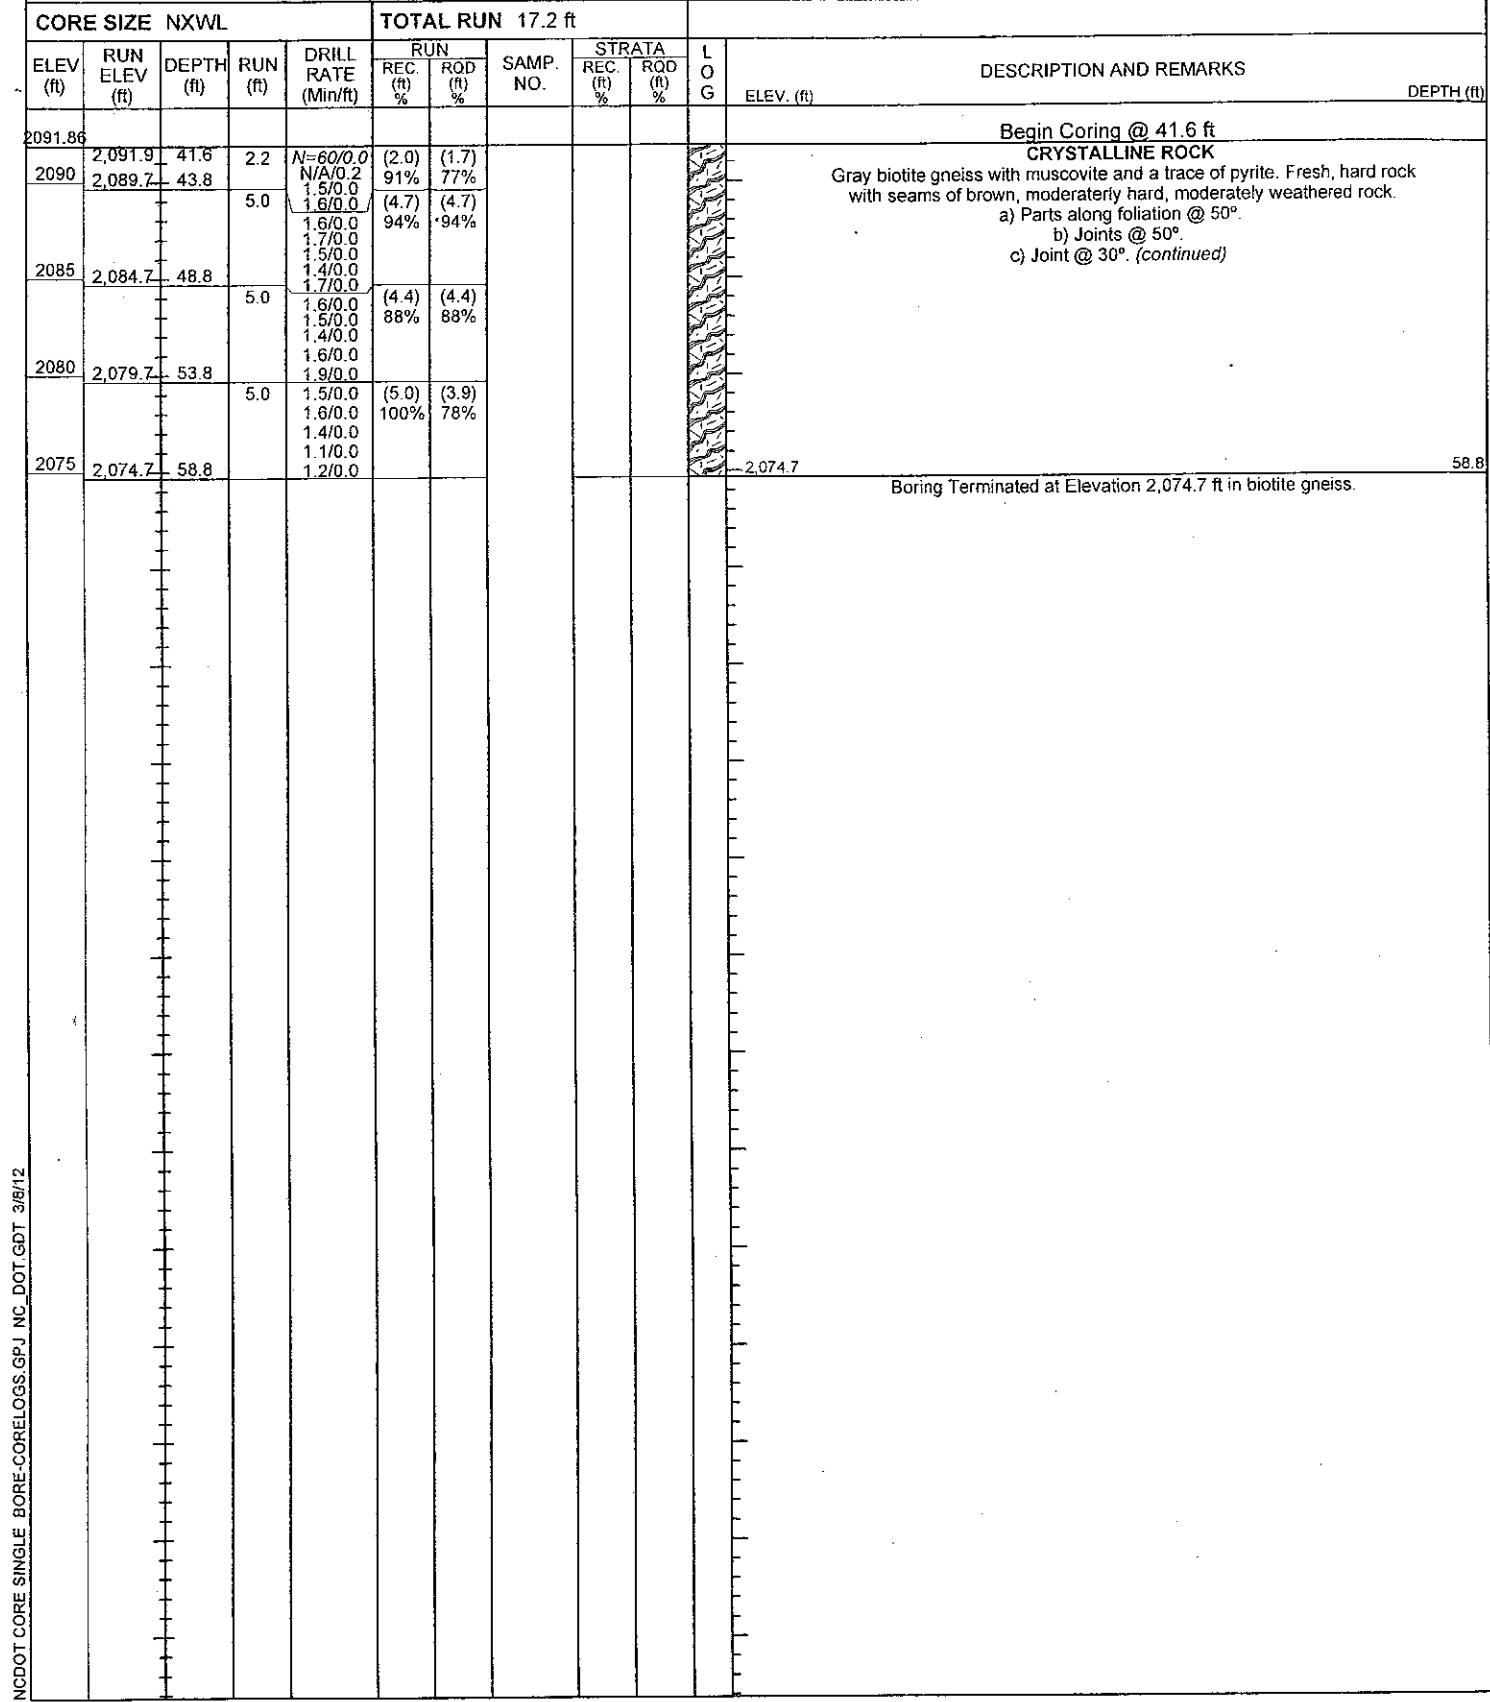 CORE SIZE NXWL TOTAL RUN 17.2 ft
ELEV (ft) RUN ELEV (ft) DEPTH (ft) RUN (ft) DRILL RATE (Min/ft) RUN REC. (ft) % RQD (ft) % SAMP. NO. STRATA REC. (ft) % RQD (ft) % LOG DESCRIPTION AND REMARKS
ELEV. (ft) DEPTH (ft)
2091.86 Begin Coring @ 41.6 ft
2,091.9 41.6 2.2 N=60/0.0 (2.0) (1.7) CRYSTALLINE ROCK
2090 2,089.7 43.8 N/A/0.2 91% 77% Gray biotite gneiss with muscovite and a trace of pyrite. Fresh, hard rock
1.5/0.0 with seams of brown, moderaterly hard, moderately weathered rock.
5.0 1.6/0.0 (4.7) (4.7) a) Parts along foliation @ 50°.
1.6/0.0 94% 94%
1.7/0.0 b) Joints @ 50°.
1.5/0.0 c) Joint @ 30°. (continued)
2085 2,084.7 48.8 1.4/0.0
1.7/0.0
5.0 1.6/0.0 (4.4) (4.4)
1.5/0.0 88% 88%
1.4/0.0
1.6/0.0
2080 2,079.7 53.8 1.9/0.0
5.0 1.5/0.0 (5.0) (3.9)
1.6/0.0 100% 78%
1.4/0.0
1.1/0.0
2075 2,074.7 58.8 1.2/0.0 2,074.7 58.8
Boring Terminated at Elevation 2,074.7 ft in biotite gneiss.
NCDOT CORE SINGLE BORE-CORELOGS.GPJ NC_DOT.GDT 3/8/12